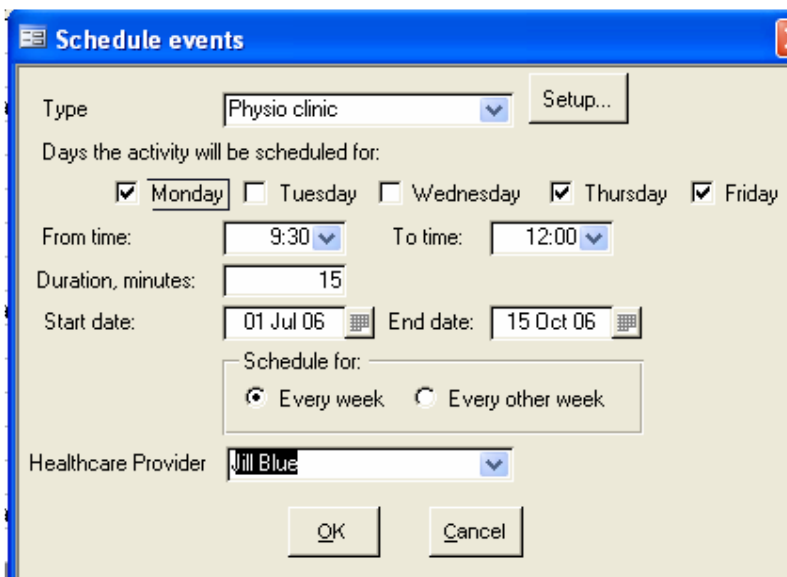 Schedule events
Type Physio clinic Setup...
Days the activity will be scheduled for:
Monday Tuesday Wednesday Thursday Friday
From time: 9:30 To time: 12:00
Duration, minutes: 15
Start date: 01 Jul 06 End date: 15 Oct 06
Schedule for:
Every week Every other week
Healthcare Provider Jill Blue
OK Cancel